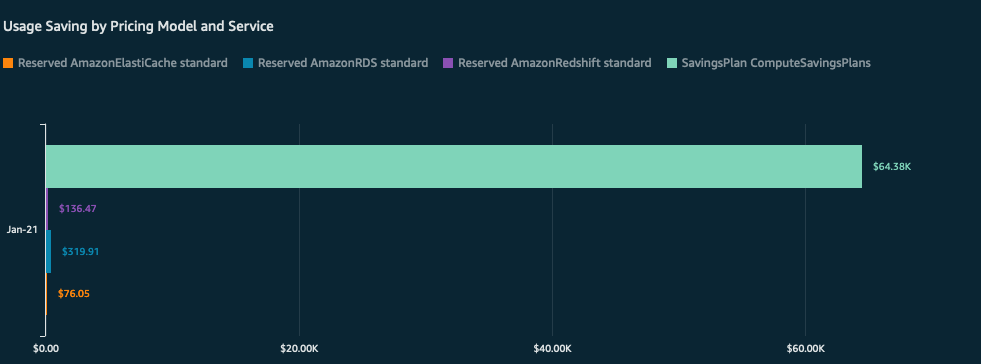 Usage Saving by Pricing Model and Service
Reserved AmazonElastiCache standard Reserved AmazonRDS standard Reserved AmazonRedshift standard SavingsPlan ComputeSavingsPlans
$64.38K
$136.47
Jan-21
$319.91
$76.05
$0.00 $20.00K $40.00K $60.00K